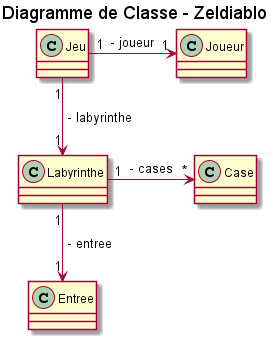 Diagramme de Classe - Zeldiablo
C Jeu 1 - joueur 1 C Joueur
1
- labyrinthe
1
C Labyrinthe 1 - cases * C Case
1
- entree
1
C Entree